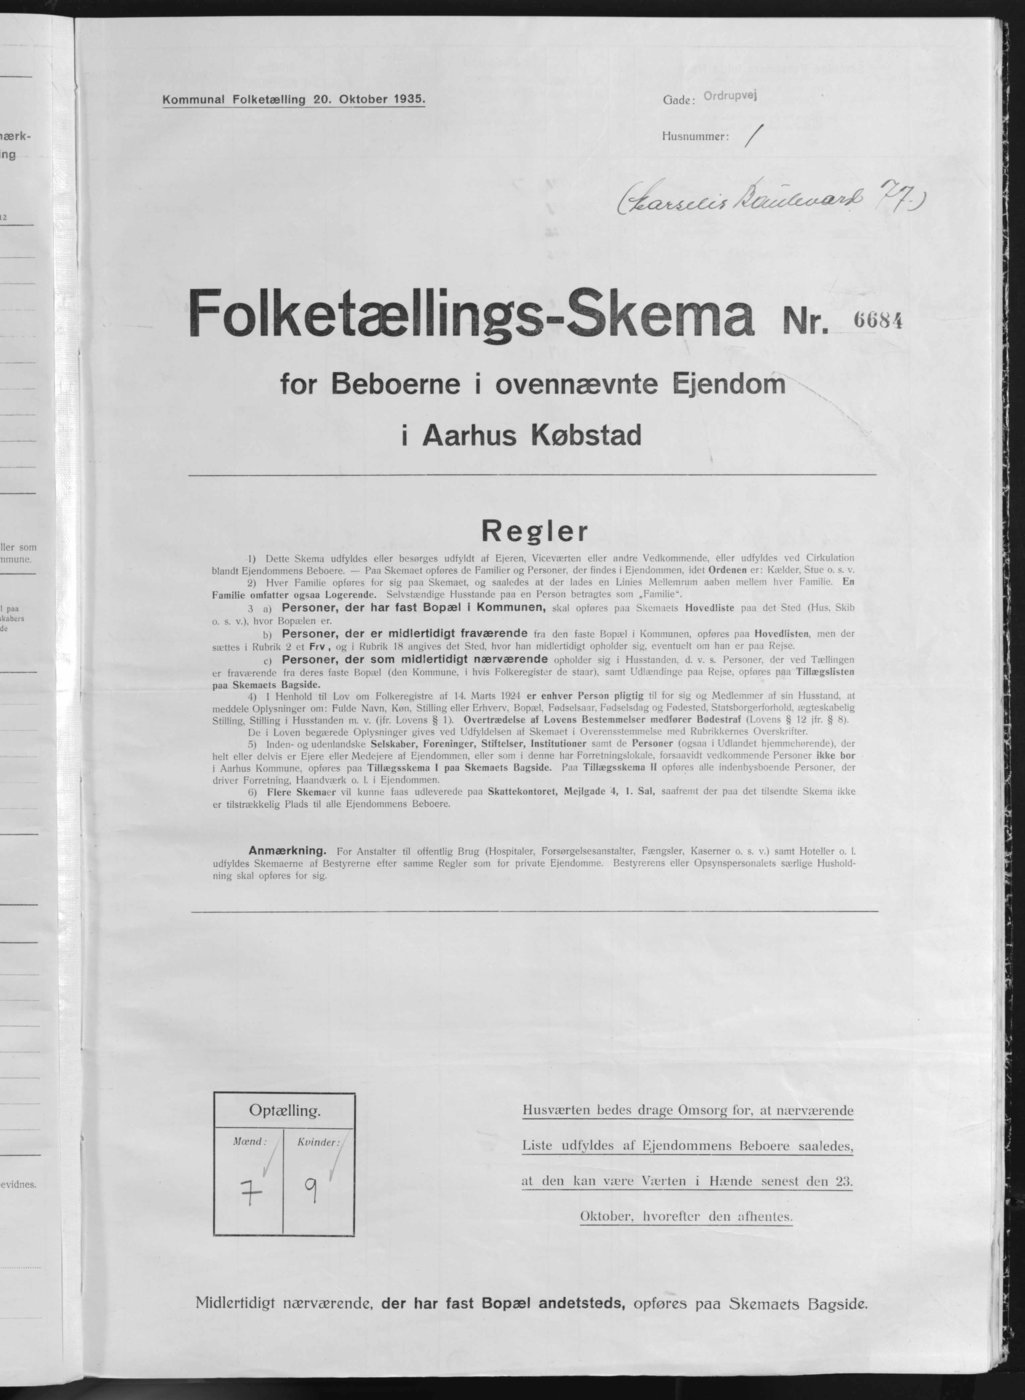 Kommunal Folketælling 20. Oktober 1935.
Gade: Ordrupvej
Husnummer: 1
(Marselis Boulevard 77.)
Folketællings-Skema Nr. 6684
for Beboerne i ovennævnte Ejendom
i Aarhus Købstad
Regler
1) Dette Skema udfyldes eller besørges udfyldt af Ejeren, Viceværten eller andre Vedkommende, eller udfyldes ved Cirkulation
blandt Ejendommens Beboere. — Paa Skemaet opføres de Familier og Personer, der findes i Ejendommen, idet Ordenen er: Kælder, Stue o. s. v.
2) Hver Familie opføres for sig paa Skemaet, og saaledes at der lades en Linies Mellemrum aaben mellem hver Familie. En
Familie omfatter ogsaa Logerende. Selvstændige Husstande paa en Person betragtes som „Familie".
3 a) Personer, der har fast Bopæl i Kommunen, skal opføres paa Skemaets Hovedliste paa det Sted (Hus, Skib
o. s. v.), hvor Bopælen er.
b) Personer, der er midlertidigt fraværende fra den faste Bopæl i Kommunen, opføres paa Hovedlisten, men der
sættes i Rubrik 2 et Frv, og i Rubrik 18 angives det Sted, hvor han midlertidigt opholder sig, eventuelt om han er paa Rejse.
c) Personer, der som midlertidigt nærværende opholder sig i Husstanden, d. v. s. Personer, der ved Tællingen
er fraværende fra deres faste Bopæl (den Kommune, i hvis Folkeregister de staar), samt Udlændinge paa Rejse, opføres paa Tillægslisten
paa Skemaets Bagside.
4) I Henhold til Lov om Folkeregistre af 14. Marts 1924 er enhver Person pligtig til for sig og Medlemmer af sin Husstand, at
meddele Oplysninger om: Fulde Navn, Køn, Stilling eller Erhverv, Bopæl, Fødselsaar, Fødselsdag og Fødested, Statsborgerforhold, ægteskabelig
Stilling, Stilling i Husstanden m. v. (jfr. Lovens § 1). Overtrædelse af Lovens Bestemmelser medfører Bødestraf (Lovens § 12 jfr. § 8).
De i Loven begærede Oplysninger gives ved Udfyldelsen af Skemaet i Overensstemmelse med Rubrikkernes Overskrifter.
5) Inden- og udenlandske Selskaber, Foreninger, Stiftelser, Institutioner samt de Personer (ogsaa i Udlandet hjemmehørende), der
helt eller delvis er Ejere eller Medejere af Ejendommen, eller som i denne har Forretningslokale, forsaavidt vedkommende Personer ikke bor
i Aarhus Kommune, opføres paa Tillægsskema I paa Skemaets Bagside. Paa Tillægsskema II opføres alle indenbysboende Personer, der
driver Forretning, Haandværk o. l. i Ejendommen.
6) Flere Skemaer vil kunne faas udleverede paa Skattekontoret, Mejlgade 4, 1. Sal, saafremt der paa det tilsendte Skema ikke
er tilstrækkelig Plads til alle Ejendommens Beboere.
Anmærkning. For Anstalter til offentlig Brug (Hospitaler, Forsørgelsesanstalter, Fængsler, Kaserner o. s. v.) samt Hoteller o. l.
udfyldes Skemaerne af Bestyrerne efter samme Regler som for private Ejendomme. Bestyrerens eller Opsynspersonalets særlige Hushold-
ning skal opføres for sig.
Optælling.
Mænd: Kvinder:
7 9
Husværten bedes drage Omsorg for, at nærværende
Liste udfyldes af Ejendommens Beboere saaledes,
at den kan være Værten i Hænde senest den 23.
Oktober, hvorefter den afhentes.
Midlertidigt nærværende, der har fast Bopæl andetsteds, opføres paa Skemaets Bagside.